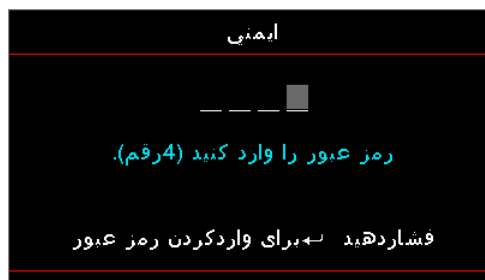 ایمنی
_ _ _ _
رمز عبور را وارد کنید (4رقم).
فشاردهید ↵برای واردکردن رمز عبور